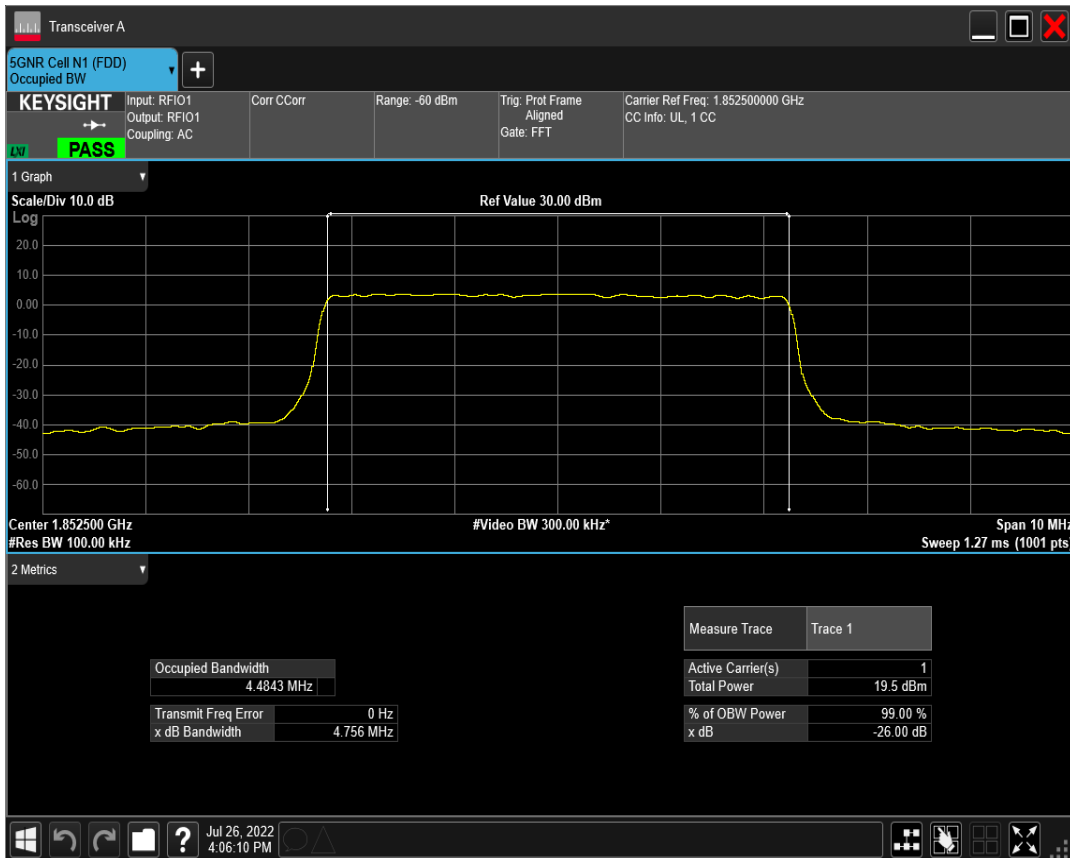 Transceiver A
5GNR Cell N1 (FDD)
Occupied BW
+
KEYSIGHT
LXI
PASS
Input: RFIO1
Output: RFIO1
Coupling: AC
Corr CCorr
Range: -60 dBm
Trig: Prot Frame
Aligned
Gate: FFT
Carrier Ref Freq: 1.852500000 GHz
CC Info: UL, 1 CC
1 Graph
Scale/Div 10.0 dB
Ref Value 30.00 dBm
Log
20.0
10.0
0.00
-10.0
-20.0
-30.0
-40.0
-50.0
-60.0
Center 1.852500 GHz
#Video BW 300.00 kHz*
Span 10 MHz
#Res BW 100.00 kHz
Sweep 1.27 ms (1001 pts)
2 Metrics
Measure Trace Trace 1
Occupied Bandwidth
4.4843 MHz
Active Carrier(s) 1
Total Power 19.5 dBm
Transmit Freq Error 0 Hz
x dB Bandwidth 4.756 MHz
% of OBW Power 99.00 %
x dB -26.00 dB
?
Jul 26, 2022
4:06:10 PM